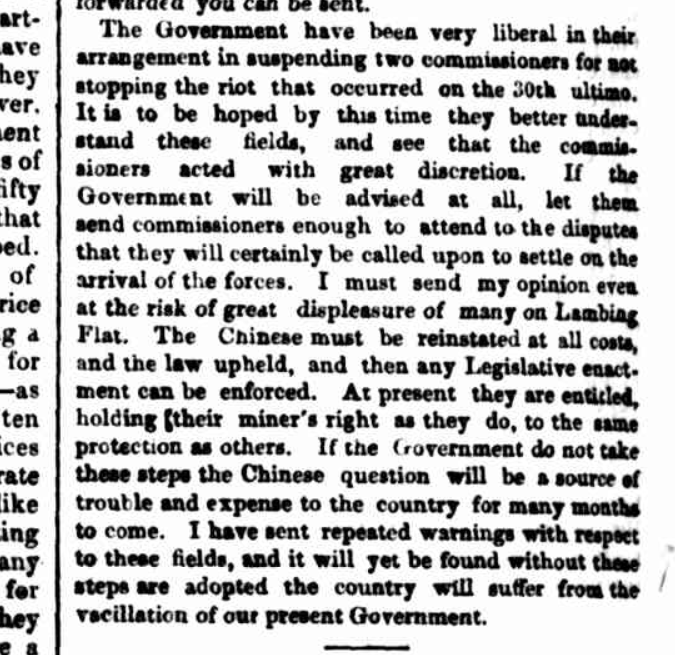 forwarded you can be sent.
The Government have been very liberal in their
arrangement in suspending two commissioners for not
stopping the riot that occurred on the 30th ultimo.
It is to be hoped by this time they better under-
stand these fields, and see that the commis-
sioners acted with great discretion. If the
Government will be advised at all, let them
send commissioners enough to attend to the disputes
that they will certainly be called upon to settle on the
arrival of the forces. I must send my opinion even
at the risk of great displeasure of many on Lambing
Flat. The Chinese must be reinstated at all costs,
and the law upheld, and then any Legislative enact-
ment can be enforced. At present they are entitled,
holding [their miner's right as they do, to the same
protection as others. If the Government do not take
these steps the Chinese question will be a source of
trouble and expense to the country for many months
to come. I have sent repeated warnings with respect
to these fields, and it will yet be found without these
steps are adopted the country will suffer from the
vacillation of our present Government.
art-
ave
hey
ver.
ent
s of
ifty
that
ped.
of
rice
g a
for
—as
ten
ices
rate
like
ing
any
for
hey
e a